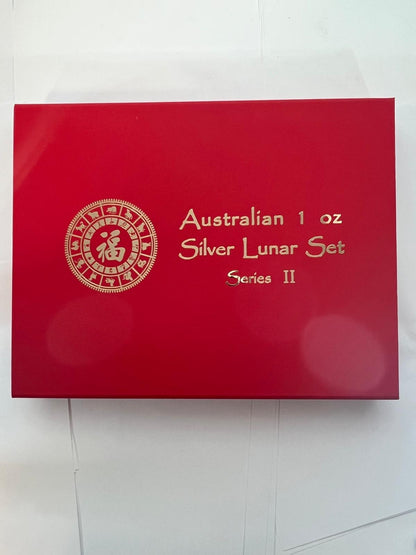 福
Australian 1 oz
Silver Lunar Set
Series II